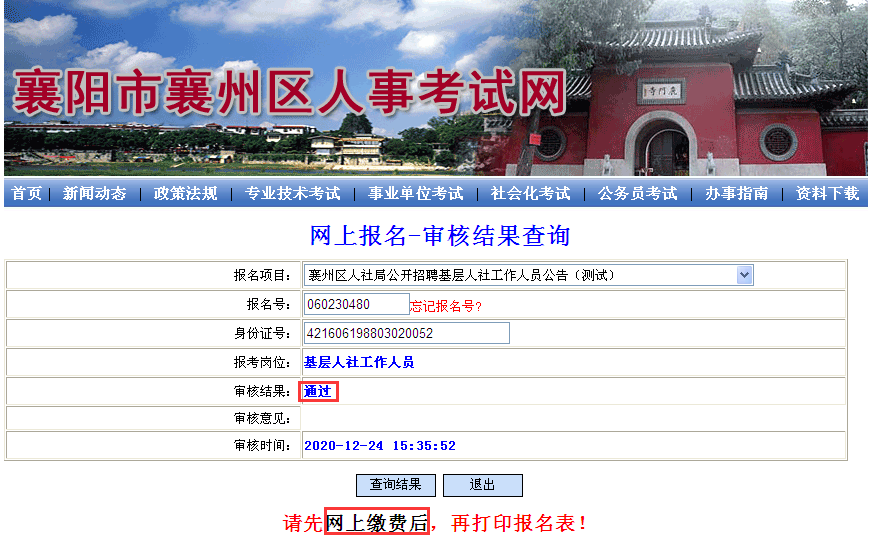 襄阳市襄州区人事考试网
鹿門寺
首页 | 新闻动态 | 政策法规 | 专业技术考试 | 事业单位考试 | 社会化考试 | 公务员考试 | 办事指南 | 资料下载
网上报名-审核结果查询
报名项目： 襄州区人社局公开招聘基层人社工作人员公告（测试）
报名号： 060230480 忘记报名号?
身份证号： 421606198803020052
报考岗位： 基层人社工作人员
审核结果： 通过
审核意见：
审核时间： 2020-12-24 15:35:52
查询结果 退出
请先网上缴费后，再打印报名表！